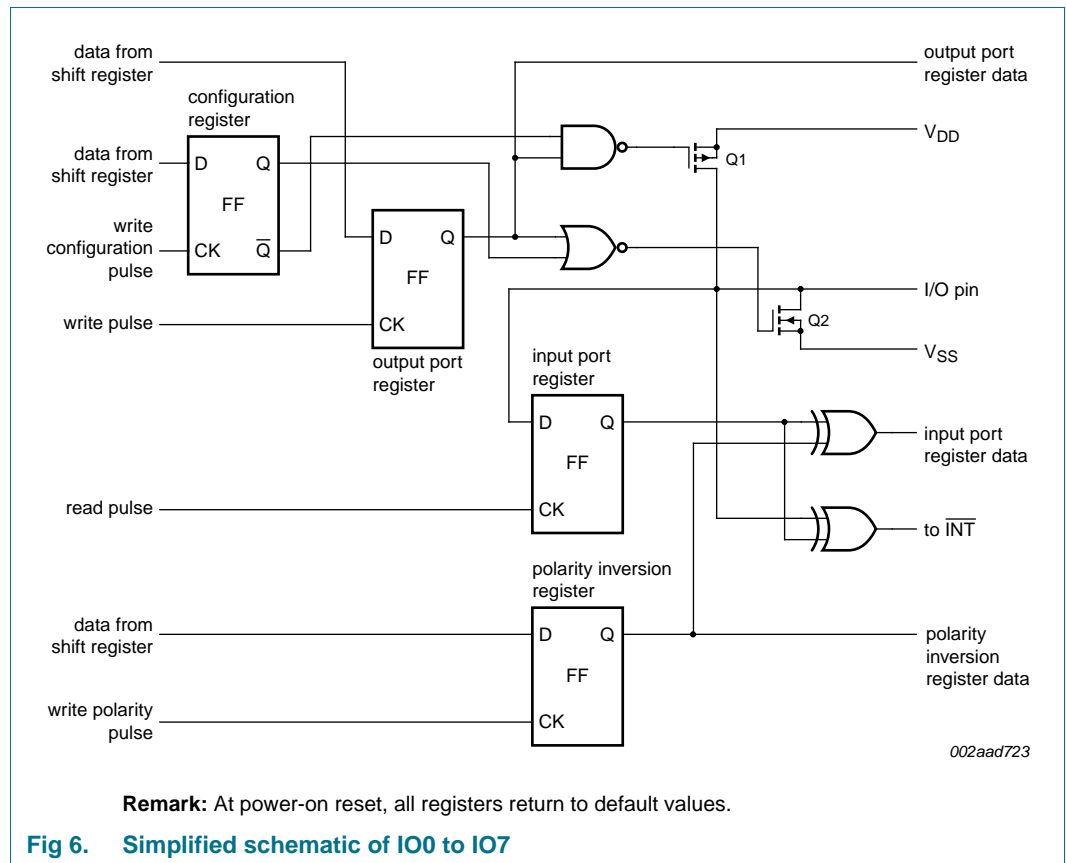 data from
shift register
output port
register data
configuration
register
V_DD
data from
shift register
D Q
Q1
FF
write
configuration
pulse
CK Q̅
D Q
FF
I/O pin
Q2
write pulse
CK
V_SS
output port
register
input port
register
D Q
input port
register data
FF
read pulse
CK
to I̅N̅T̅
polarity inversion
register
data from
shift register
D Q
polarity
inversion
register data
FF
write polarity
pulse
CK
002aad723
Remark: At power-on reset, all registers return to default values.
Fig 6. Simplified schematic of IO0 to IO7